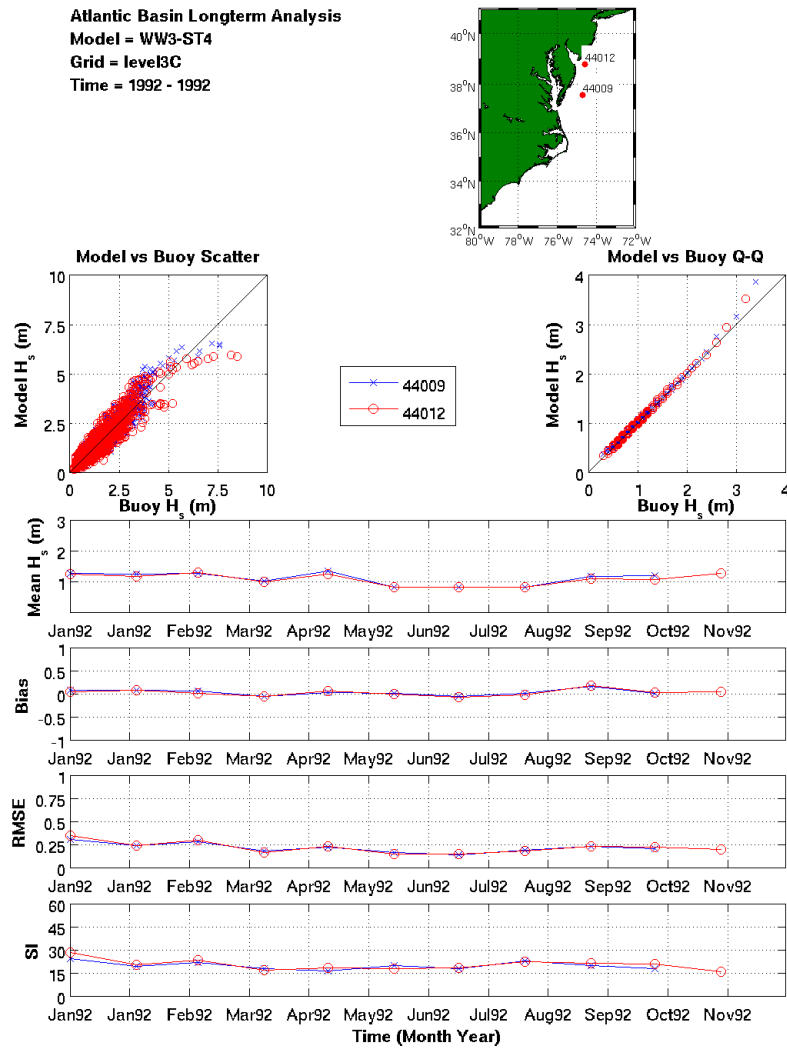 Atlantic Basin Longterm Analysis
Model = WW3-ST4
Grid = level3C
Time = 1992 - 1992
40°N
38°N
36°N
34°N
32°N
80°W 78°W 76°W 74°W 72°W
44012
44009
Model vs Buoy Scatter
Model Hs (m)
10
7.5
5
2.5
0
0 2.5 5 7.5 10
Buoy Hs (m)
44009
44012
Model vs Buoy Q-Q
Model Hs (m)
4
3
2
1
0
0 1 2 3 4
Buoy Hs (m)
Mean Hs (m)
3
2
1
Jan92 Jan92 Feb92 Mar92 Apr92 May92 Jun92 Jul92 Aug92 Sep92 Oct92 Nov92
Bias
1
0.5
0
-0.5
-1
Jan92 Jan92 Feb92 Mar92 Apr92 May92 Jun92 Jul92 Aug92 Sep92 Oct92 Nov92
RMSE
1
0.75
0.5
0.25
0
Jan92 Jan92 Feb92 Mar92 Apr92 May92 Jun92 Jul92 Aug92 Sep92 Oct92 Nov92
SI
60
45
30
15
0
Jan92 Jan92 Feb92 Mar92 Apr92 May92 Jun92 Jul92 Aug92 Sep92 Oct92 Nov92
Time (Month Year)